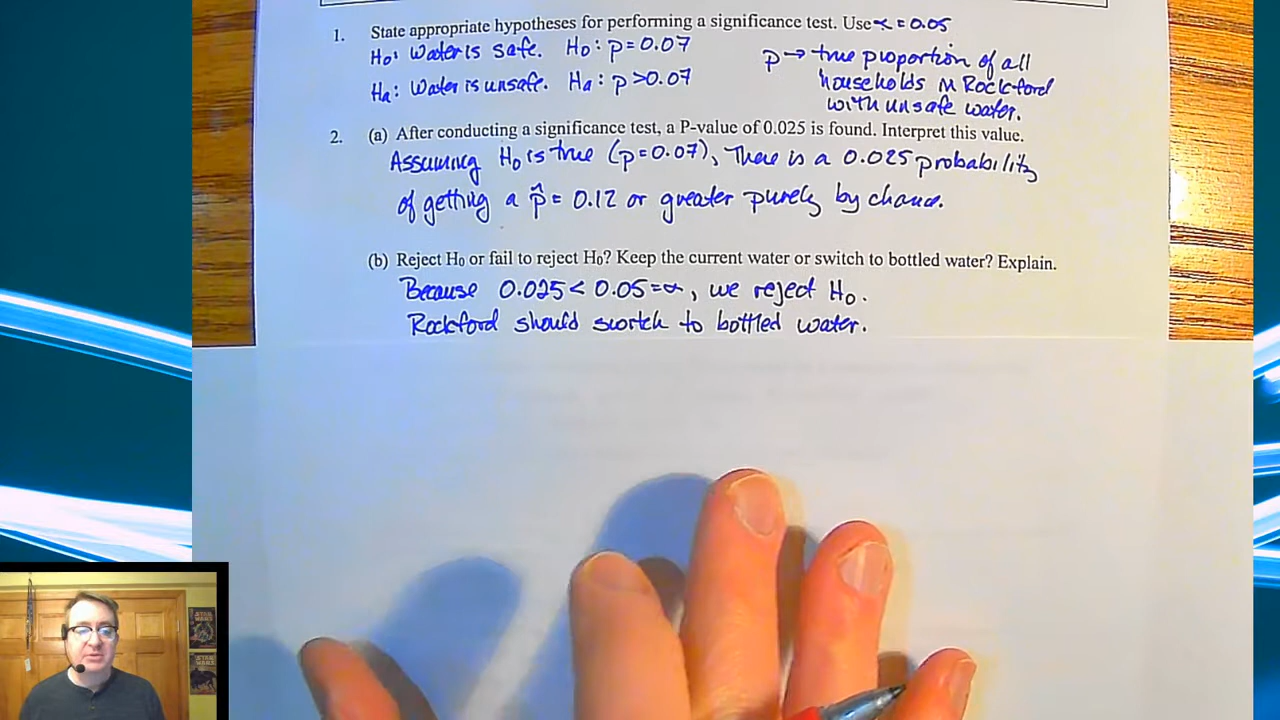 1. State appropriate hypotheses for performing a significance test. Use α = 0.05
H₀: Water is safe. H₀: p = 0.07
Hₐ: Water is unsafe. Hₐ: p > 0.07
p → true proportion of all
households in Rockford
with unsafe water.
2. (a) After conducting a significance test, a P-value of 0.025 is found. Interpret this value.
Assuming H₀ is true (p = 0.07), There is a 0.025 probability
of getting a p̂ = 0.12 or greater purely by chance.
(b) Reject H₀ or fail to reject H₀? Keep the current water or switch to bottled water? Explain.
Because 0.025 < 0.05 = α, we reject H₀.
Rockford should switch to bottled water.
STAR
WARS
STAR
WARS